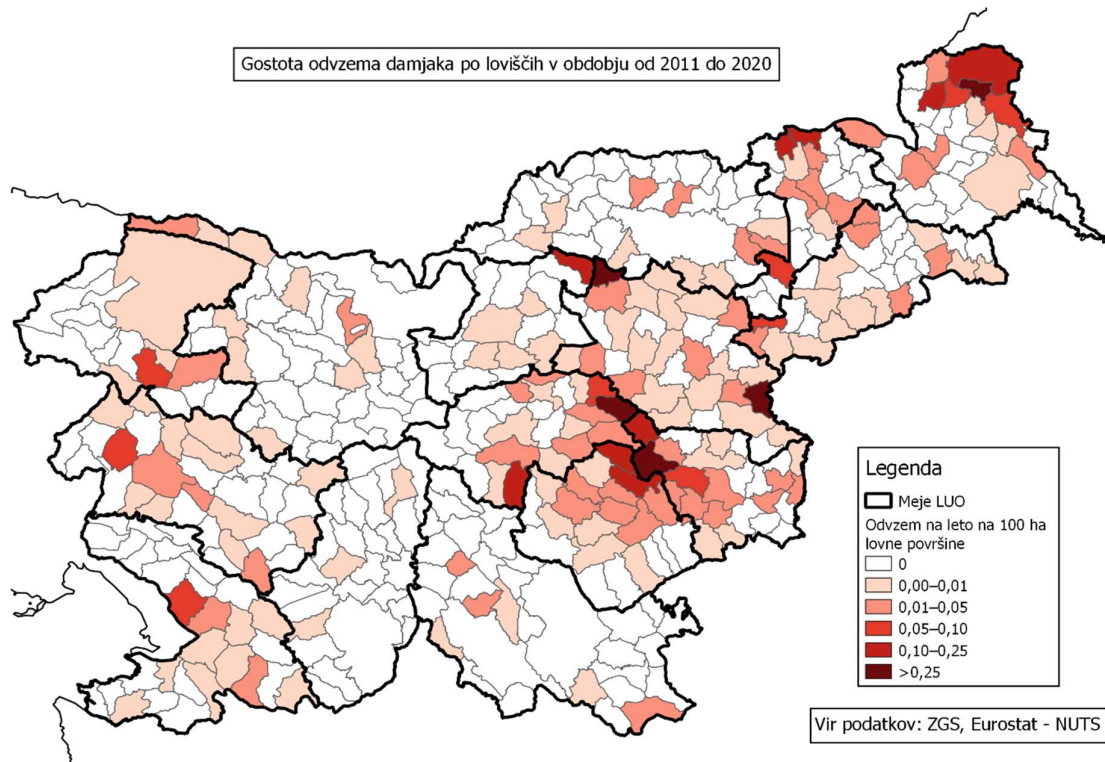 Gostota odvzema damjaka po loviščih v obdobju od 2011 do 2020
Legenda
Meje LUO
Odvzem na leto na 100 ha
lovne površine
0
0,00–0,01
0,01–0,05
0,05–0,10
0,10–0,25
>0,25
Vir podatkov: ZGS, Eurostat - NUTS